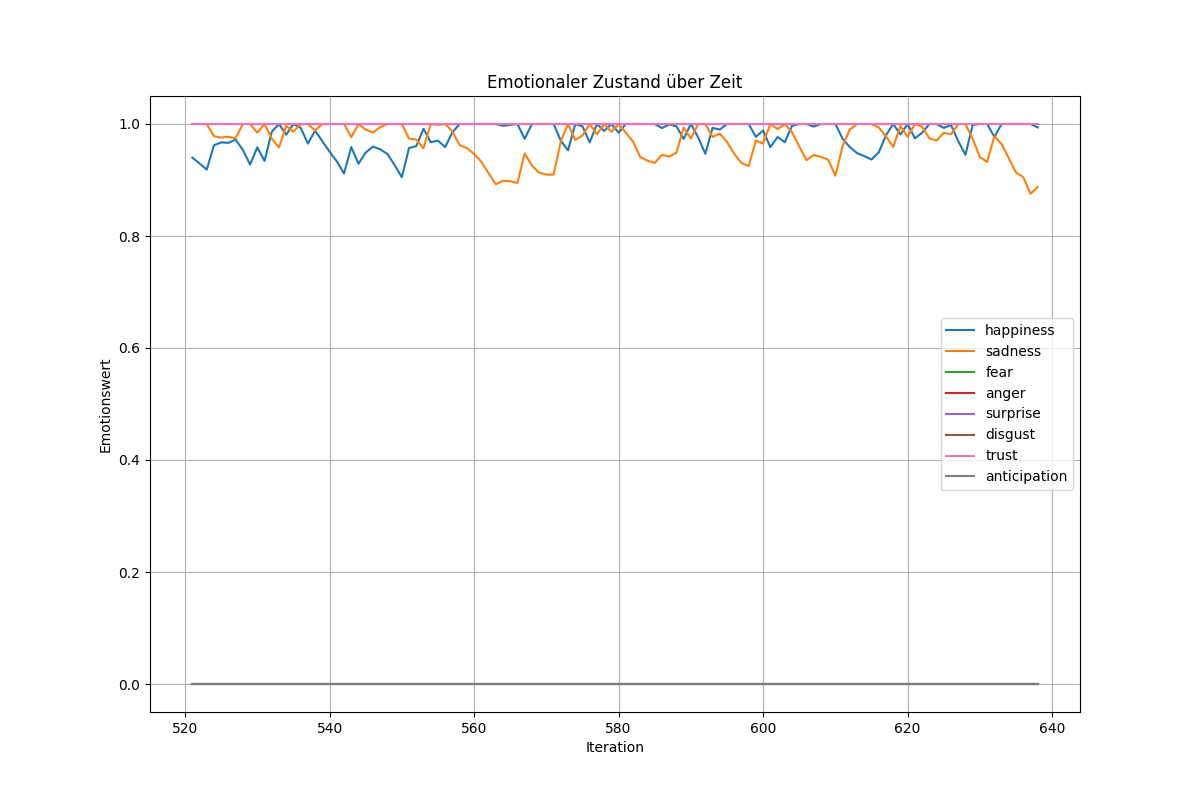 Emotionaler Zustand über Zeit
1.0
0.8
0.6
0.4
0.2
0.0
Emotionswert
happiness
sadness
fear
anger
surprise
disgust
trust
anticipation
520
540
560
580
600
620
640
Iteration